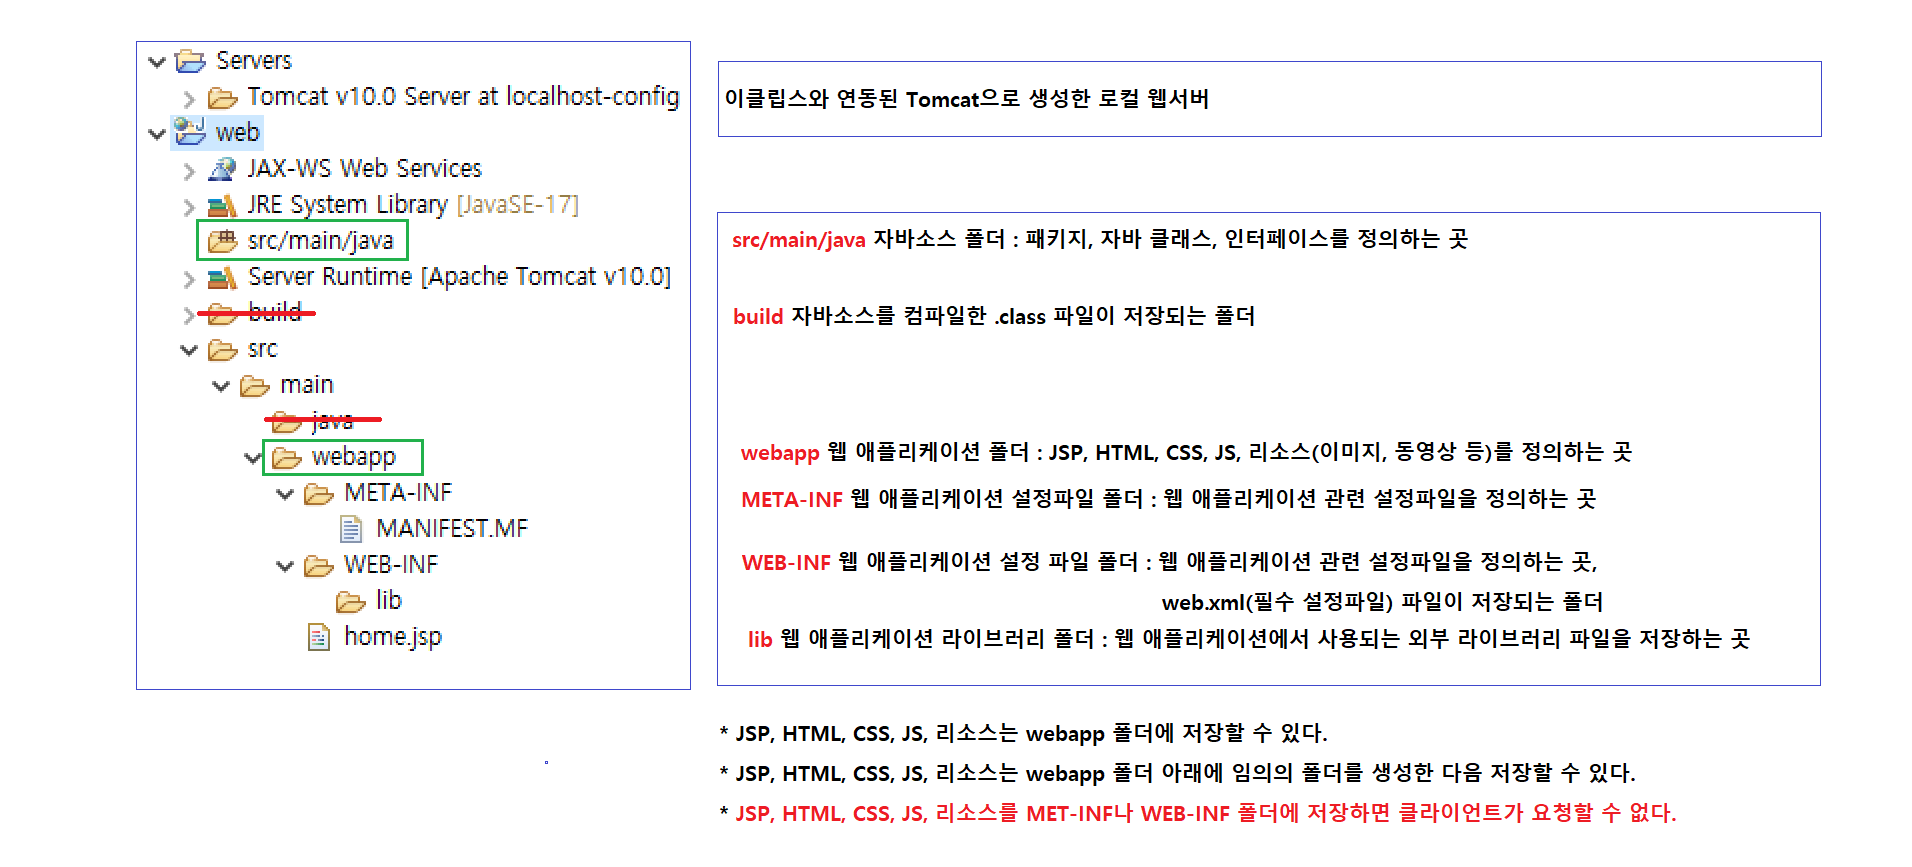 Servers
Tomcat v10.0 Server at localhost-config
web
JAX-WS Web Services
JRE System Library [JavaSE-17]
src/main/java
Server Runtime [Apache Tomcat v10.0]
build
src
main
java
webapp
META-INF
MANIFEST.MF
WEB-INF
lib
home.jsp
이클립스와 연동된 Tomcat으로 생성한 로컬 웹서버
src/main/java 자바소스 폴더 : 패키지, 자바 클래스, 인터페이스를 정의하는 곳
build 자바소스를 컴파일한 .class 파일이 저장되는 폴더
webapp 웹 애플리케이션 폴더 : JSP, HTML, CSS, JS, 리소스(이미지, 동영상 등)를 정의하는 곳
META-INF 웹 애플리케이션 설정파일 폴더 : 웹 애플리케이션 관련 설정파일을 정의하는 곳
WEB-INF 웹 애플리케이션 설정 파일 폴더 : 웹 애플리케이션 관련 설정파일을 정의하는 곳,
web.xml(필수 설정파일) 파일이 저장되는 폴더
lib 웹 애플리케이션 라이브러리 폴더 : 웹 애플리케이션에서 사용되는 외부 라이브러리 파일을 저장하는 곳
* JSP, HTML, CSS, JS, 리소스는 webapp 폴더에 저장할 수 있다.
* JSP, HTML, CSS, JS, 리소스는 webapp 폴더 아래에 임의의 폴더를 생성한 다음 저장할 수 있다.
* JSP, HTML, CSS, JS, 리소스를 MET-INF나 WEB-INF 폴더에 저장하면 클라이언트가 요청할 수 없다.